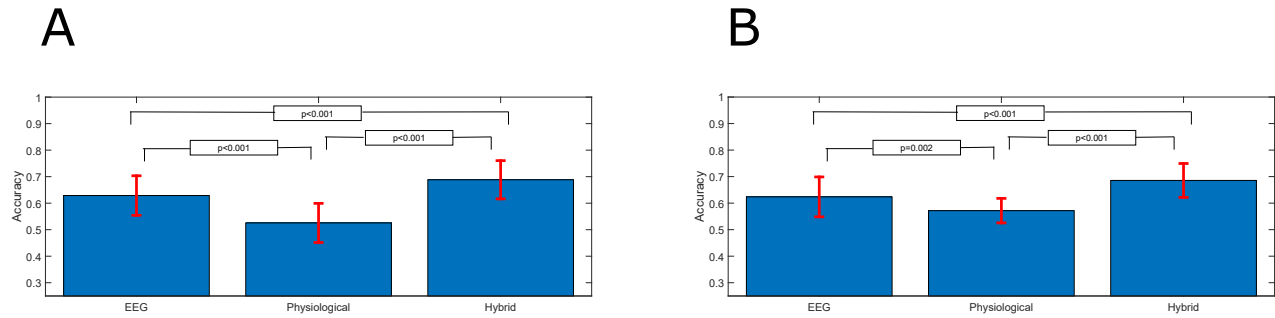 A
B
1
0.9
0.8
0.7
0.6
0.5
0.4
0.3
Accuracy
p<0.001
p<0.001
p<0.001
EEG
Physiological
Hybrid
1
0.9
0.8
0.7
0.6
0.5
0.4
0.3
Accuracy
p<0.001
p=0.002
p<0.001
EEG
Physiological
Hybrid